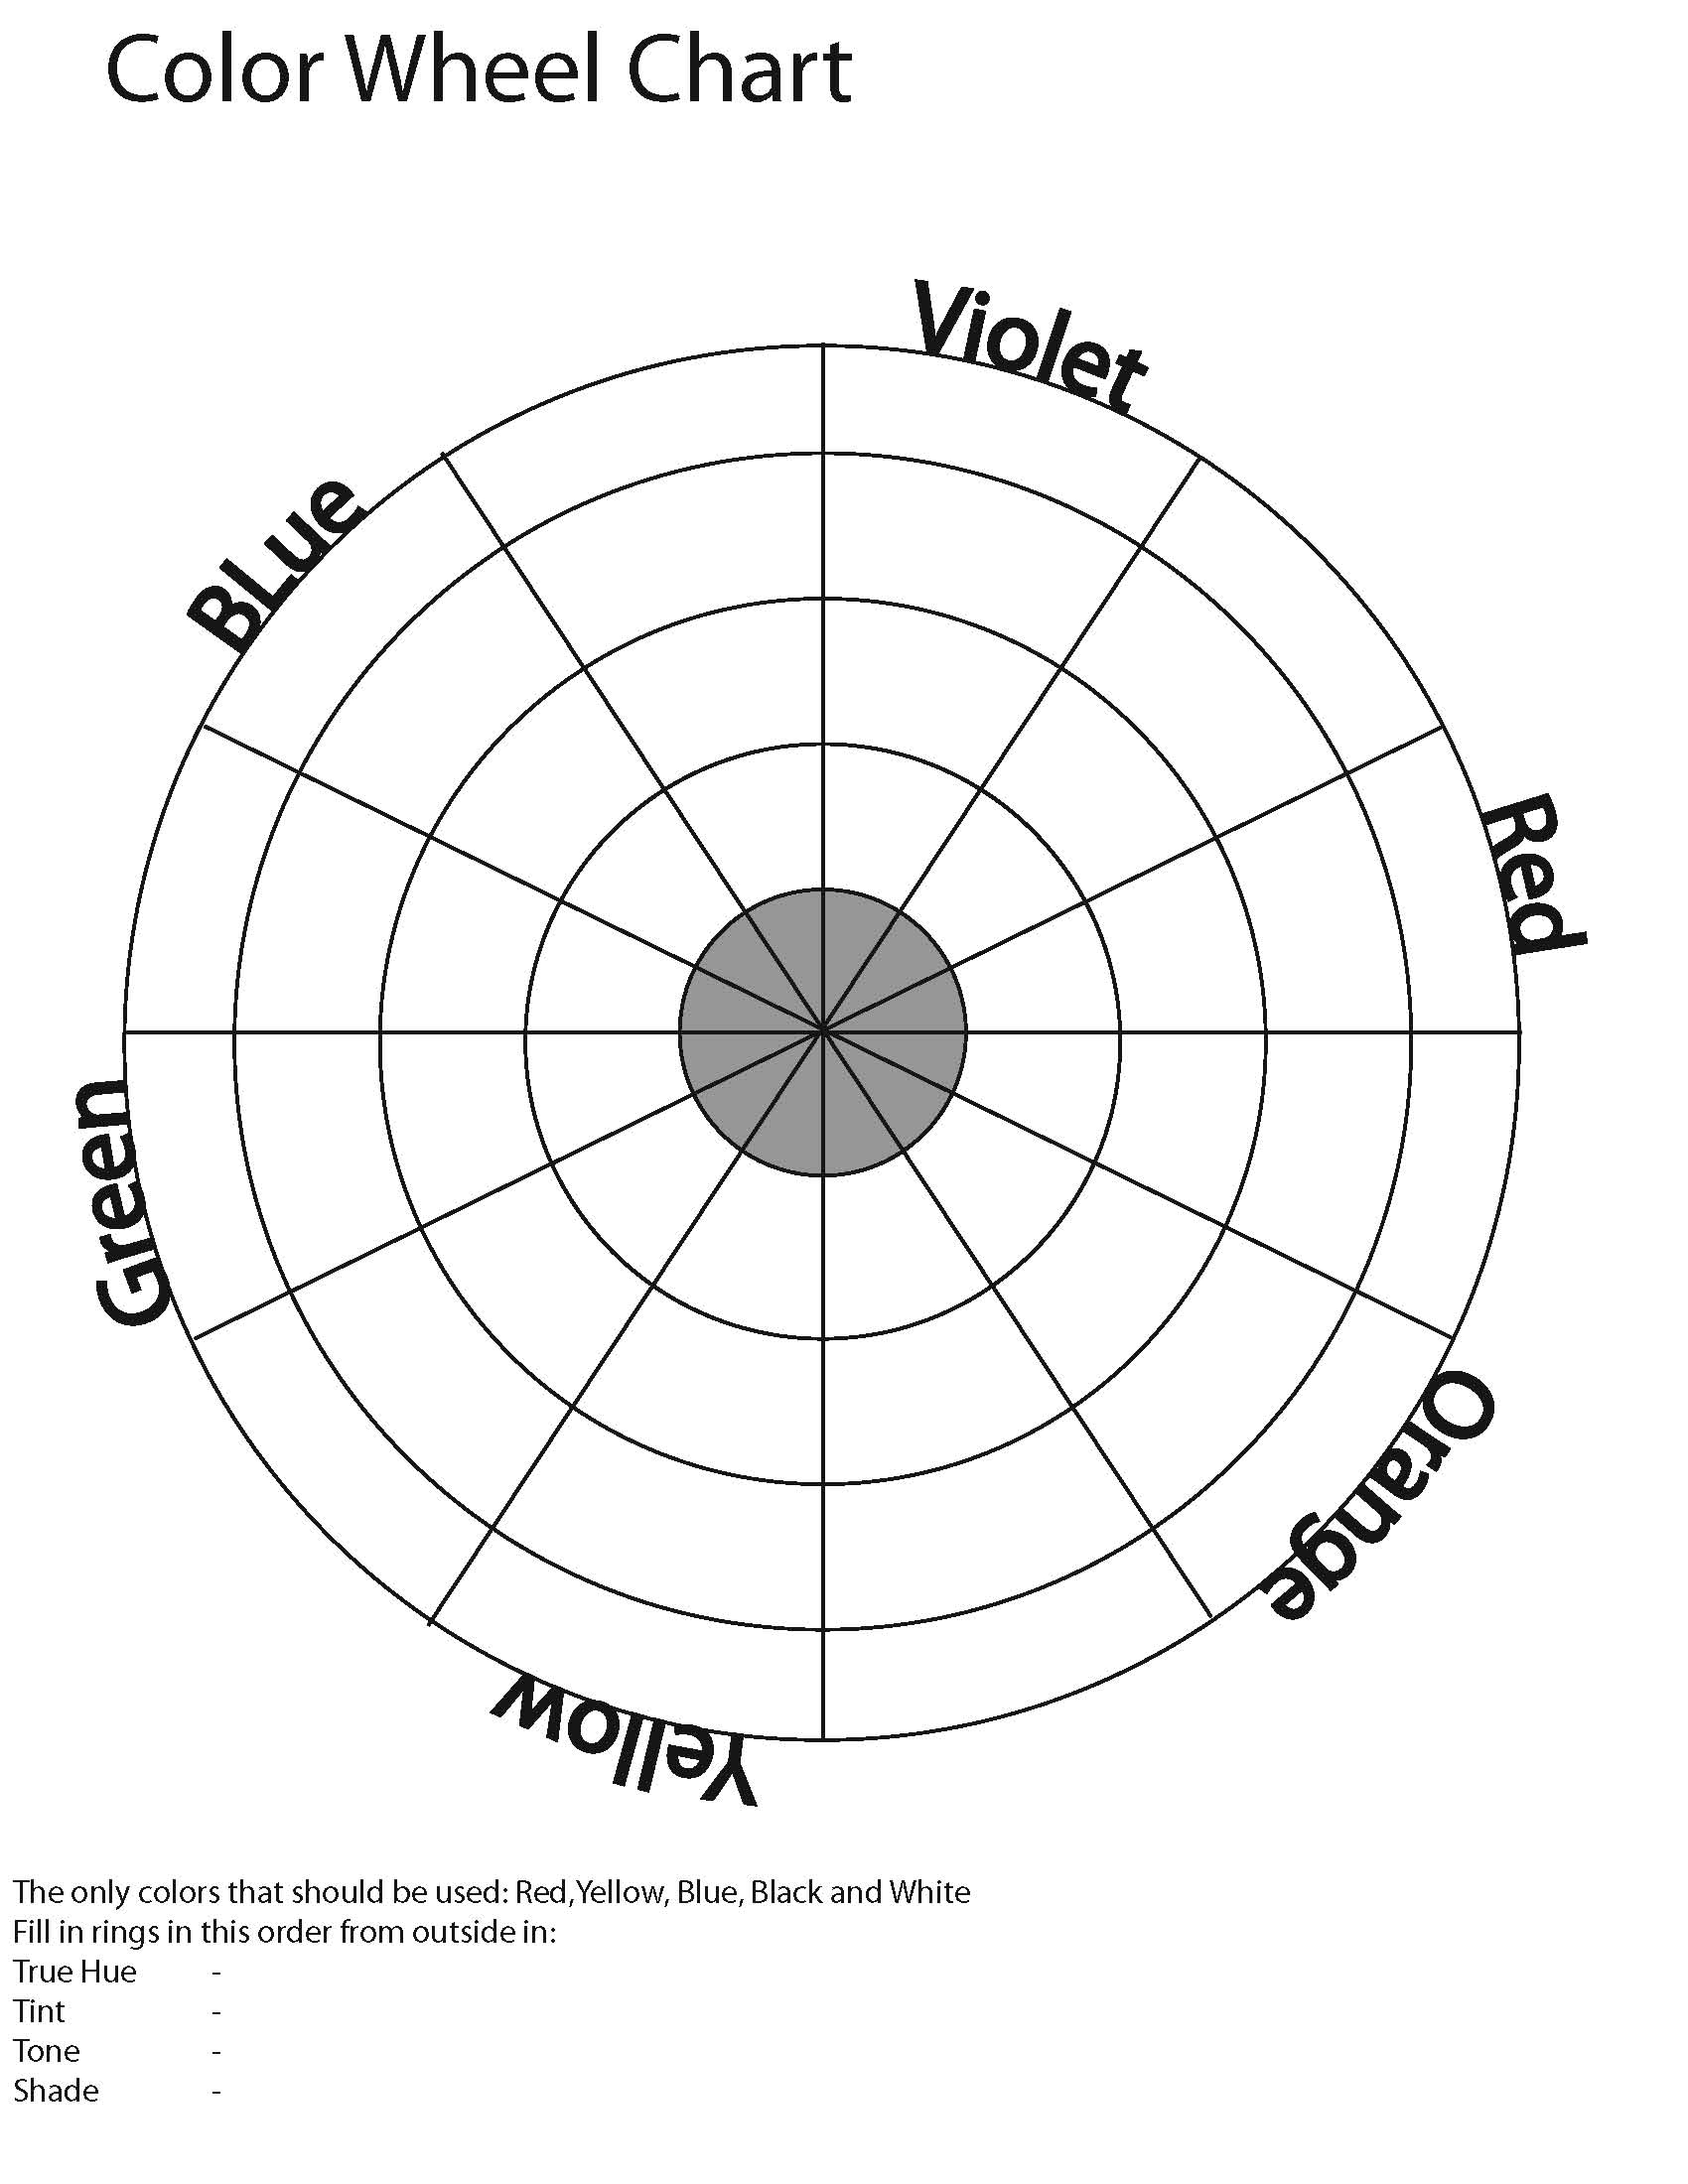 Color Wheel Chart
Violet
BLue
Red
Green
Orange
Yellow
The only colors that should be used: Red,Yellow, Blue, Black and White
Fill in rings in this order from outside in:
True Hue -
Tint -
Tone -
Shade -